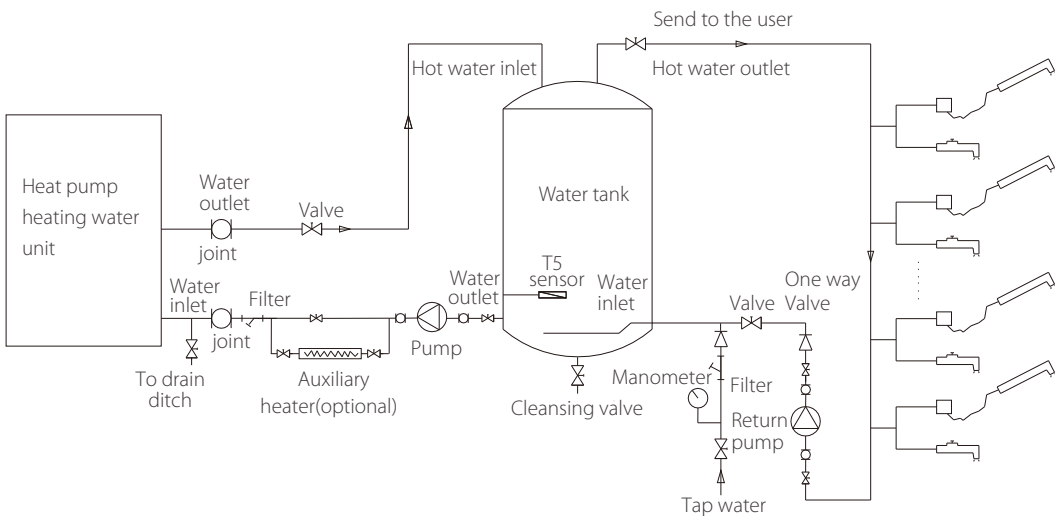 Send to the user
Hot water inlet
Hot water outlet
Heat pump
heating water
unit
Water
outlet
joint
Valve
Water tank
T5
sensor
Water
inlet
Water
outlet
Water
inlet
joint
Filter
Pump
To drain
ditch
Auxiliary
heater(optional)
Cleansing valve
Valve
One way
Valve
Manometer
Filter
Return
pump
Tap water